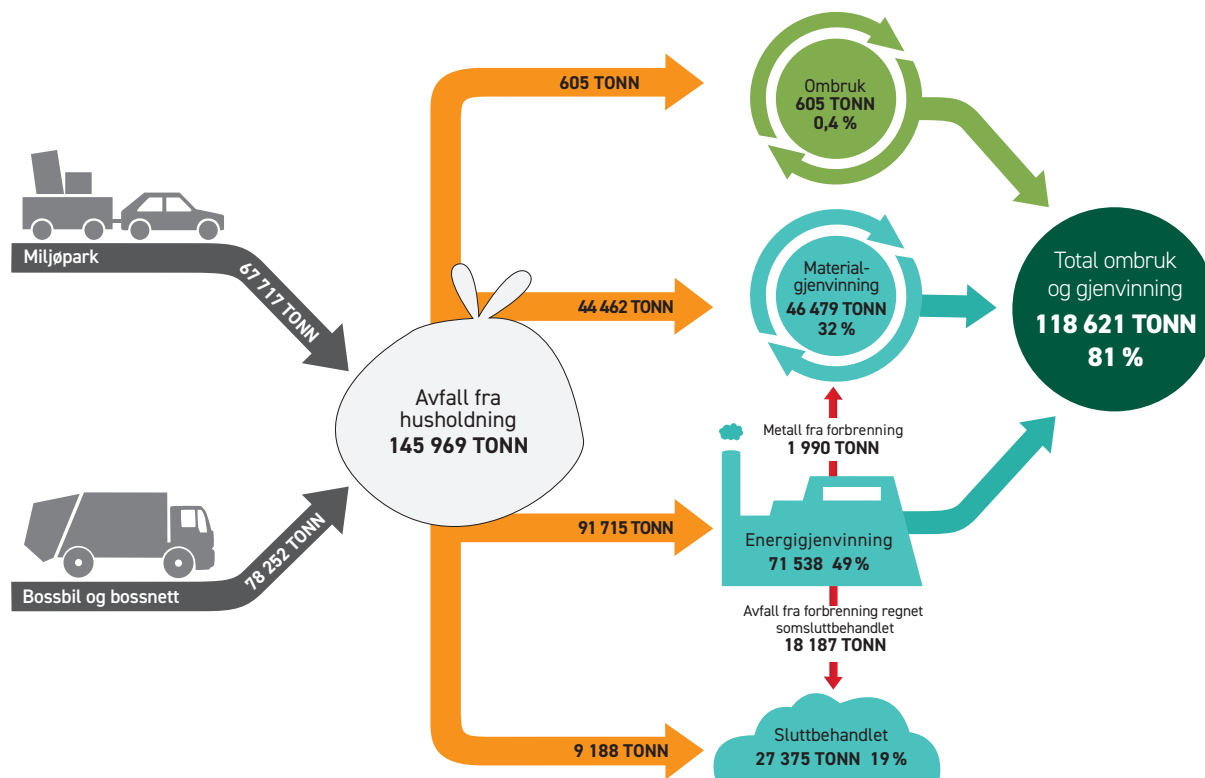 605 TONN
Ombruk
605 TONN
0,4 %
Miljøpark
67 717 TONN
44 462 TONN
Material-
gjenvinning
46 479 TONN
32 %
Total ombruk
og gjenvinning
118 621 TONN
81 %
Avfall fra
husholdning
145 969 TONN
Metall fra forbrenning
1 990 TONN
Bossbil og bossnett
78 252 TONN
91 715 TONN
Energigjenvinning
71 538 49 %
Avfall fra forbrenning regnet
somsluttbehandlet
18 187 TONN
9 188 TONN
Sluttbehandlet
27 375 TONN 19 %